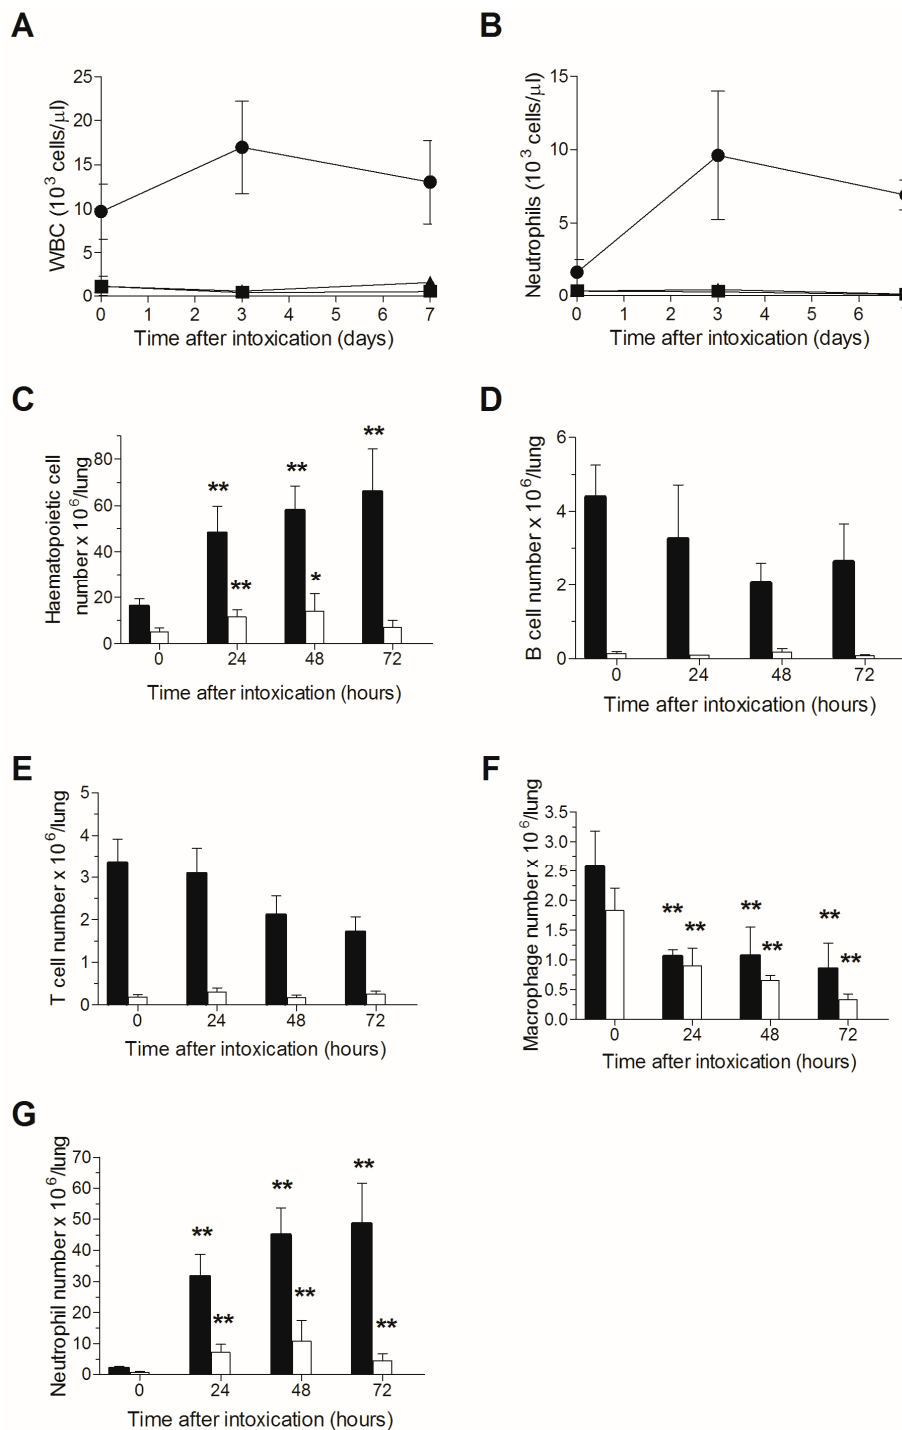 A
B
WBC (10³ cells/µl)
25
20
15
10
5
0
0 1 2 3 4 5 6 7
Time after intoxication (days)
Neutrophils (10³ cells/µl)
15
10
5
0
0 1 2 3 4 5 6
Time after intoxication (days)
C
D
Haematopoietic cell
number x 10⁶/lung
80
60
40
20
0
** ** **
** *
0 24 48 72
Time after intoxication (hours)
B cell number x 10⁶/lung
6
4
2
0
0 24 48 72
Time after intoxication (hours)
E
F
T cell number x 10⁶/lung
5
4
3
2
1
0
0 24 48 72
Time after intoxication (hours)
Macrophage number x 10⁶/lung
3.5
3.0
2.5
2.0
1.5
1.0
0.5
0.0
** ** **
** ** **
0 24 48 72
Time after intoxication (hours)
G
Neutrophil number x 10⁶/lung
70
60
50
40
30
20
10
0
** ** **
** ** **
0 24 48 72
Time after intoxication (hours)